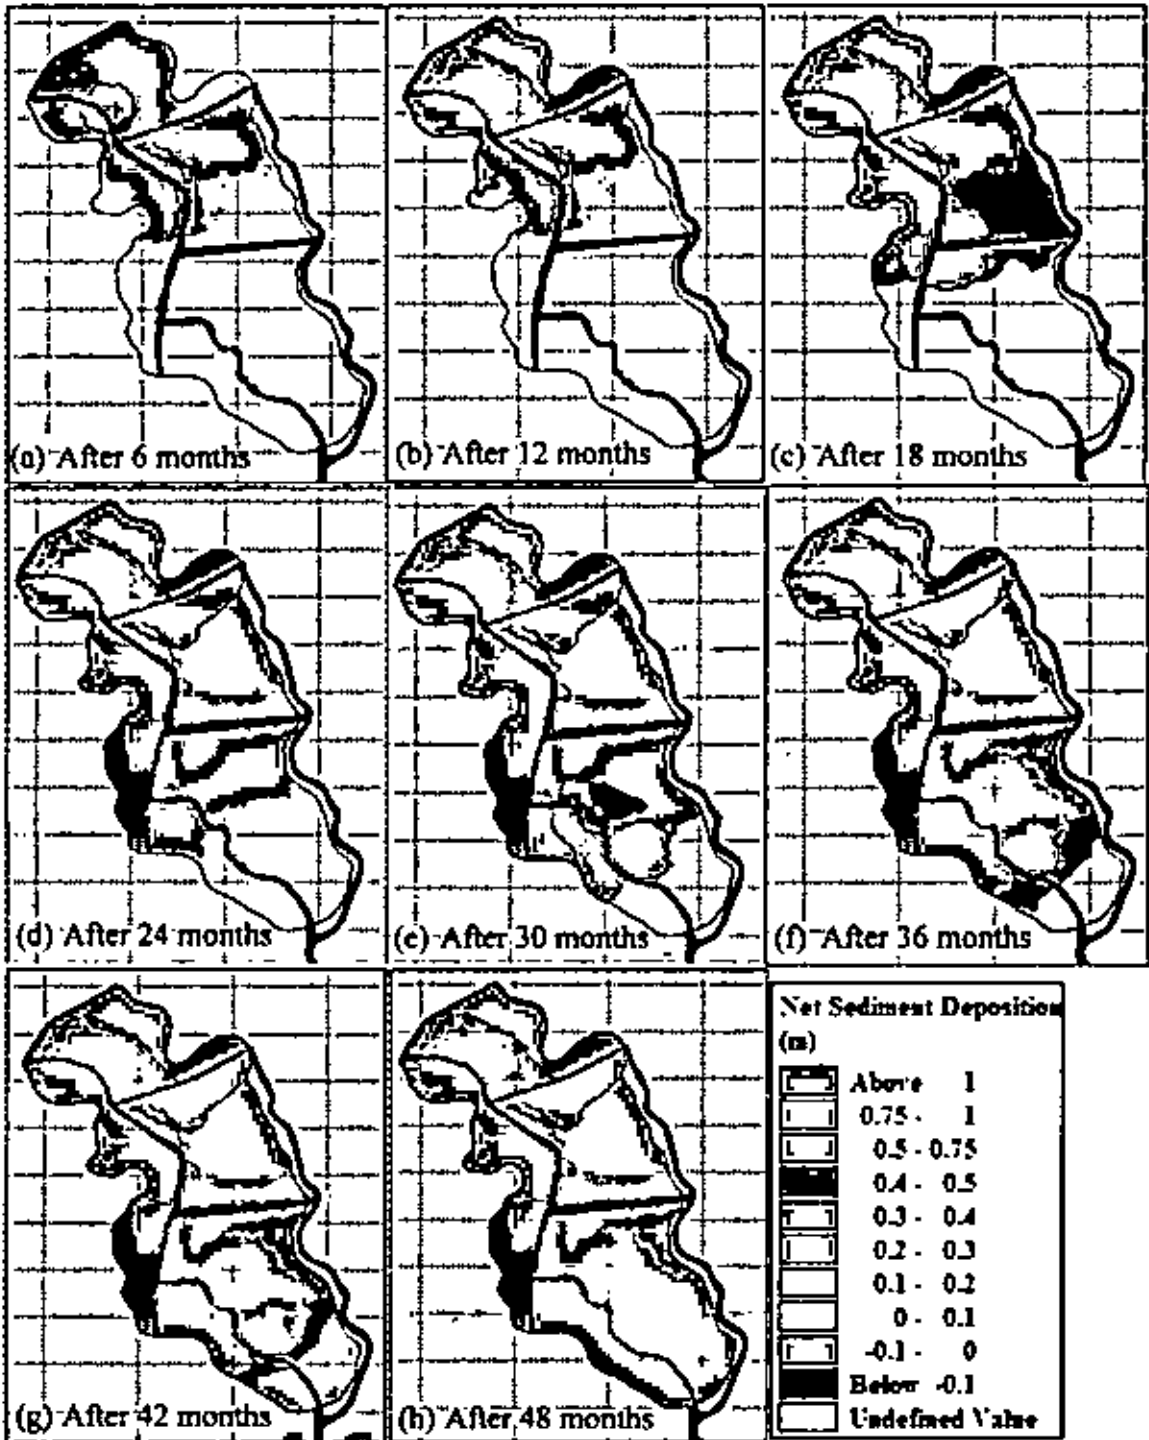 (a) After 6 months
(b) After 12 months
(c) After 18 months
(d) After 24 months
(e) After 30 months
(f) After 36 months
(g) After 42 months
(h) After 48 months
Net Sediment Deposition
(m)
Above 1
0.75 - 1
0.5 - 0.75
0.4 - 0.5
0.3 - 0.4
0.2 - 0.3
0.1 - 0.2
0 - 0.1
-0.1 - 0
Below -0.1
Undefined Value